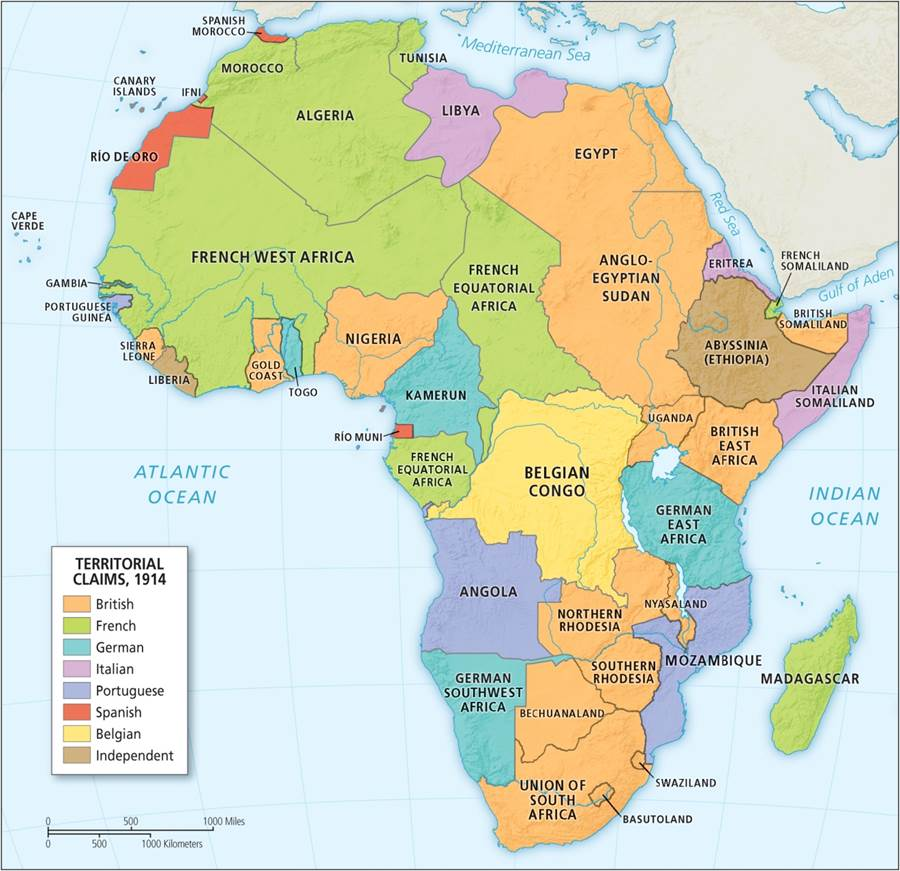 SPANISH
MOROCCO
Mediterranean Sea
MOROCCO
TUNISIA
CANARY
ISLANDS
IFNI
ALGERIA
LIBYA
EGYPT
RÍO DE ORO
Red Sea
CAPE
VERDE
FRENCH WEST AFRICA
FRENCH
EQUATORIAL
AFRICA
ANGLO-
EGYPTIAN
SUDAN
ERITREA
FRENCH
SOMALILAND
Gulf of Aden
GAMBIA
PORTUGUESE
GUINEA
BRITISH
SOMALILAND
SIERRA
LEONE
LIBERIA
GOLD
COAST
TOGO
NIGERIA
ABYSSINIA
(ETHIOPIA)
KAMERUN
ITALIAN
SOMALILAND
RÍO MUNI
UGANDA
BRITISH
EAST
AFRICA
FRENCH
EQUATORIAL
AFRICA
BELGIAN
CONGO
ATLANTIC
OCEAN
INDIAN
OCEAN
GERMAN
EAST
AFRICA
ANGOLA
NORTHERN
RHODESIA
NYASALAND
MOZAMBIQUE
SOUTHERN
RHODESIA
MADAGASCAR
GERMAN
SOUTHWEST
AFRICA
BECHUANALAND
UNION OF
SOUTH
AFRICA
SWAZILAND
BASUTOLAND
TERRITORIAL
CLAIMS, 1914
British
French
German
Italian
Portuguese
Spanish
Belgian
Independent
0 500 1000 Miles
0 500 1000 Kilometers